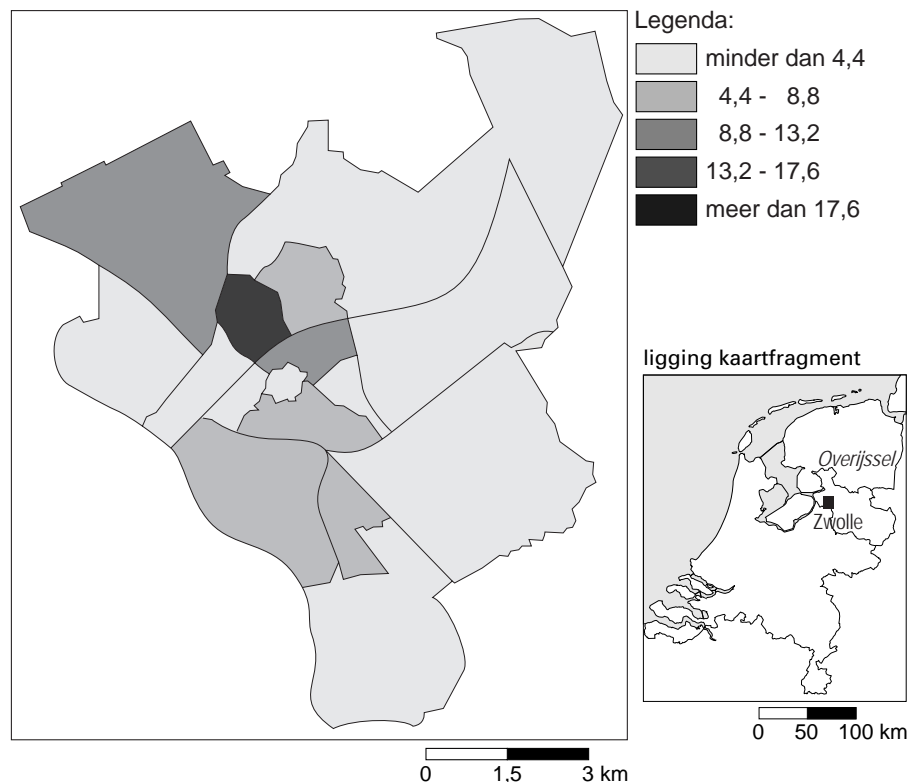 Legenda:
minder dan 4,4
4,4 - 8,8
8,8 - 13,2
13,2 - 17,6
meer dan 17,6
ligging kaartfragment
Overijssel
Zwolle
0 50 100 km
0 1,5 3 km